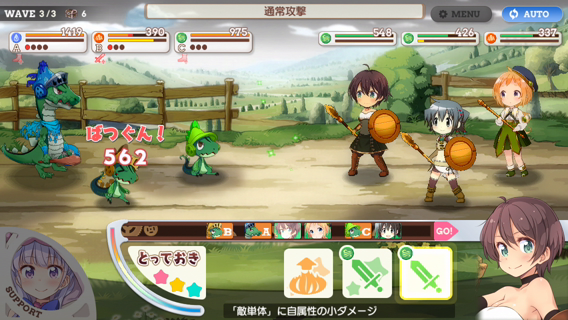 WAVE 3/3 6
通常攻撃
MENU
AUTO
1419
390
975
548
426
337
A
B
C
ばつぐん!
562
B
A
C
GO!
とっておき
SUPPORT
「敵単体」に自属性の小ダメージ